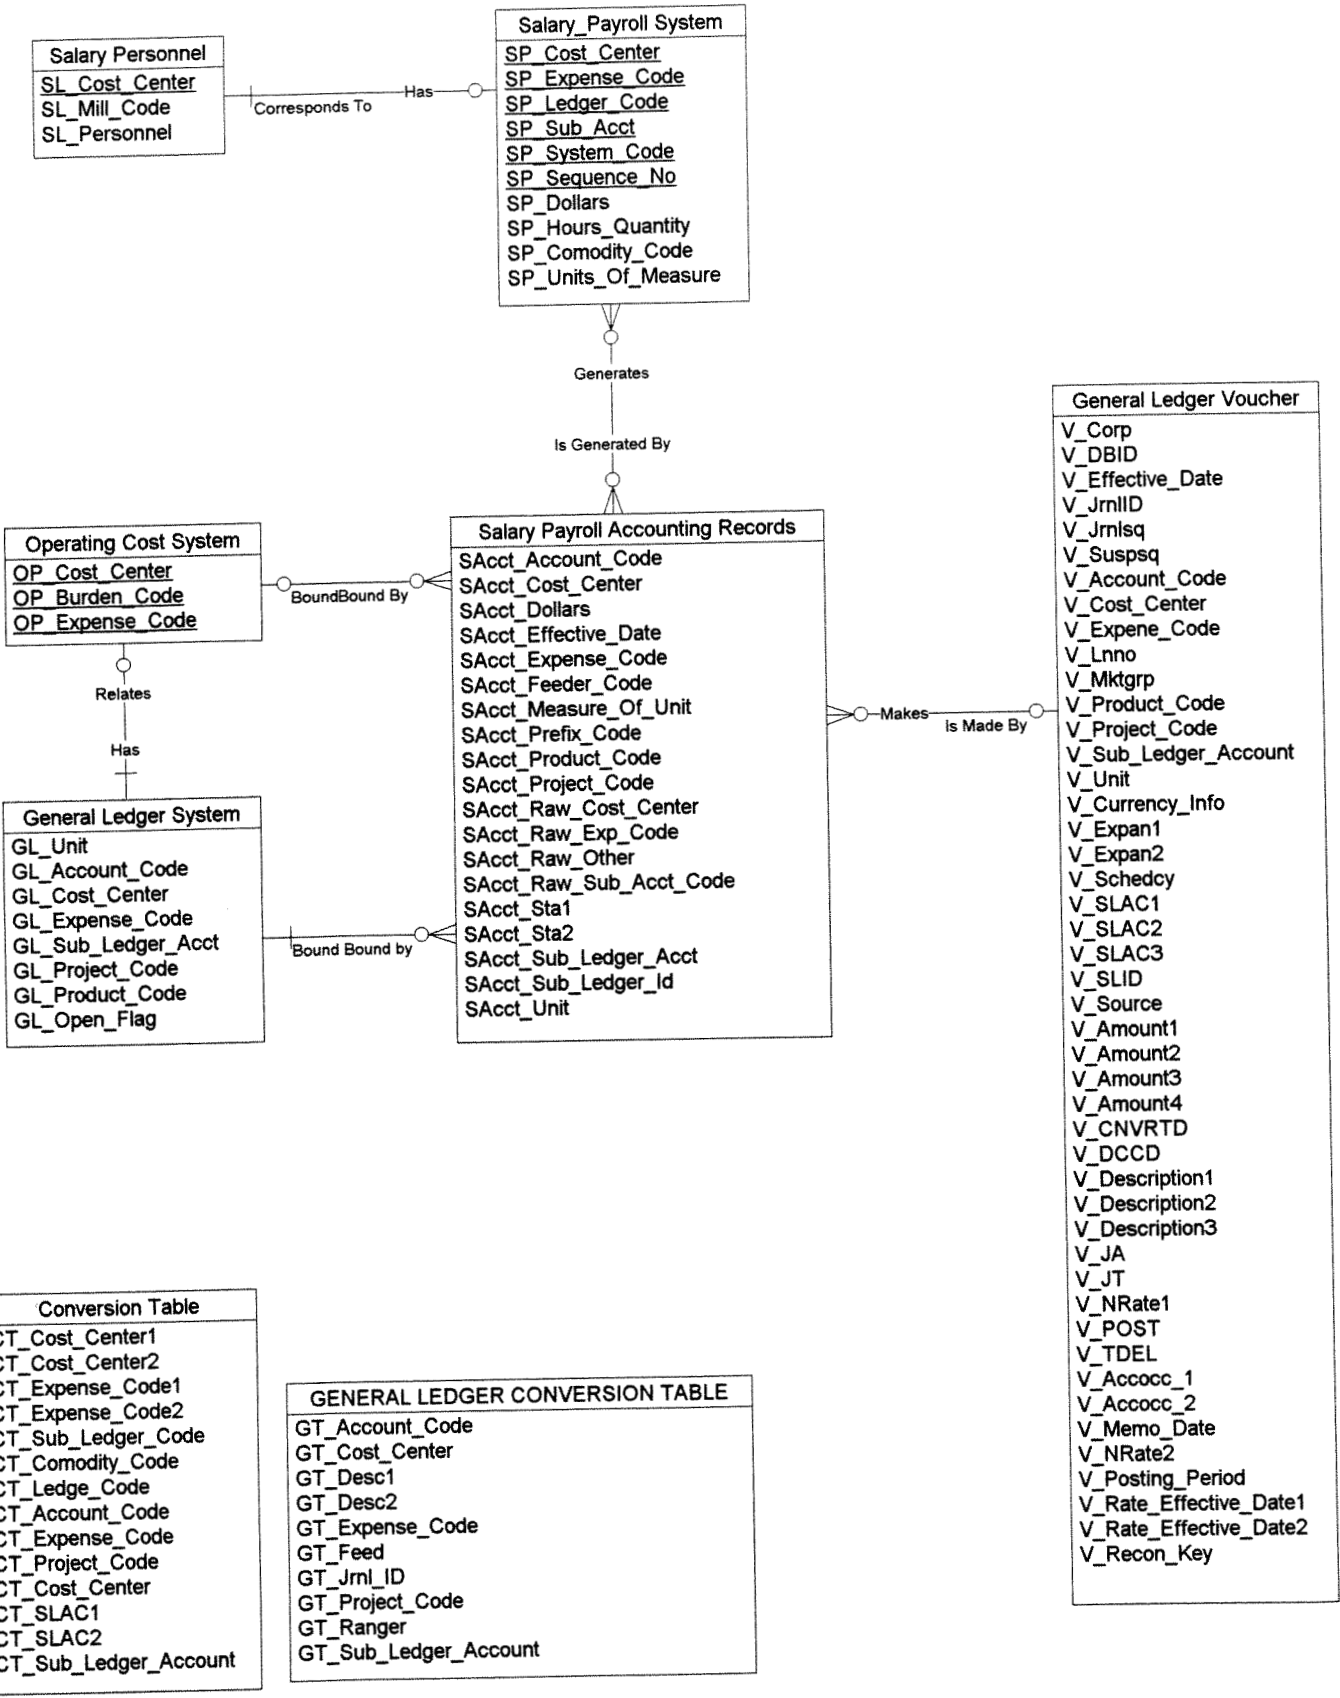 Salary Personnel
SL_Cost_Center
SL_Mill_Code
SL_Personnel
Corresponds To
Has
Salary_Payroll System
SP_Cost_Center
SP_Expense_Code
SP_Ledger_Code
SP_Sub_Acct
SP_System_Code
SP_Sequence_No
SP_Dollars
SP_Hours_Quantity
SP_Comodity_Code
SP_Units_Of_Measure
Generates
Is Generated By
Operating Cost System
OP_Cost_Center
OP_Burden_Code
OP_Expense_Code
BoundBound By
Relates
Has
General Ledger System
GL_Unit
GL_Account_Code
GL_Cost_Center
GL_Expense_Code
GL_Sub_Ledger_Acct
GL_Project_Code
GL_Product_Code
GL_Open_Flag
Bound Bound by
Salary Payroll Accounting Records
SAcct_Account_Code
SAcct_Cost_Center
SAcct_Dollars
SAcct_Effective_Date
SAcct_Expense_Code
SAcct_Feeder_Code
SAcct_Measure_Of_Unit
SAcct_Prefix_Code
SAcct_Product_Code
SAcct_Project_Code
SAcct_Raw_Cost_Center
SAcct_Raw_Exp_Code
SAcct_Raw_Other
SAcct_Raw_Sub_Acct_Code
SAcct_Sta1
SAcct_Sta2
SAcct_Sub_Ledger_Acct
SAcct_Sub_Ledger_Id
SAcct_Unit
Makes
Is Made By
General Ledger Voucher
V_Corp
V_DBID
V_Effective_Date
V_JrnlID
V_Jrnlsq
V_Suspsq
V_Account_Code
V_Cost_Center
V_Expene_Code
V_Lnno
V_Mktgrp
V_Product_Code
V_Project_Code
V_Sub_Ledger_Account
V_Unit
V_Currency_Info
V_Expan1
V_Expan2
V_Schedcy
V_SLAC1
V_SLAC2
V_SLAC3
V_SLID
V_Source
V_Amount1
V_Amount2
V_Amount3
V_Amount4
V_CNVRTD
V_DCCD
V_Description1
V_Description2
V_Description3
V_JA
V_JT
V_NRate1
V_POST
V_TDEL
V_Accocc_1
V_Accocc_2
V_Memo_Date
V_NRate2
V_Posting_Period
V_Rate_Effective_Date1
V_Rate_Effective_Date2
V_Recon_Key
Conversion Table
CT_Cost_Center1
CT_Cost_Center2
CT_Expense_Code1
CT_Expense_Code2
CT_Sub_Ledger_Code
CT_Comodity_Code
CT_Ledge_Code
CT_Account_Code
CT_Expense_Code
CT_Project_Code
CT_Cost_Center
CT_SLAC1
CT_SLAC2
CT_Sub_Ledger_Account
GENERAL LEDGER CONVERSION TABLE
GT_Account_Code
GT_Cost_Center
GT_Desc1
GT_Desc2
GT_Expense_Code
GT_Feed
GT_Jrnl_ID
GT_Project_Code
GT_Ranger
GT_Sub_Ledger_Account